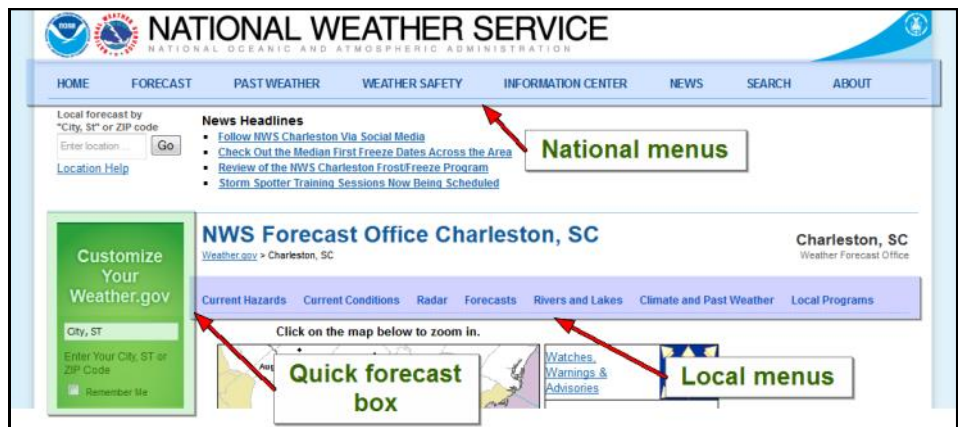 NATIONAL WEATHER SERVICE
NATIONAL OCEANIC AND ATMOSPHERIC ADMINISTRATION
HOME FORECAST PAST WEATHER WEATHER SAFETY INFORMATION CENTER NEWS SEARCH ABOUT
Local forecast by
"City, St" or ZIP code
Enter location ... Go
Location Help
News Headlines
Follow NWS Charleston Via Social Media
Check Out the Median First Freeze Dates Across the Area
Review of the NWS Charleston Frost/Freeze Program
Storm Spotter Training Sessions Now Being Scheduled
National menus
Customize
Your
Weather.gov
City, ST
Enter Your City, ST or
ZIP Code
Remember Me
NWS Forecast Office Charleston, SC
Weather.gov > Charleston, SC
Charleston, SC
Weather Forecast Office
Current Hazards Current Conditions Radar Forecasts Rivers and Lakes Climate and Past Weather Local Programs
Click on the map below to zoom in.
Quick forecast
box
Watches,
Warnings &
Advisories
Local menus